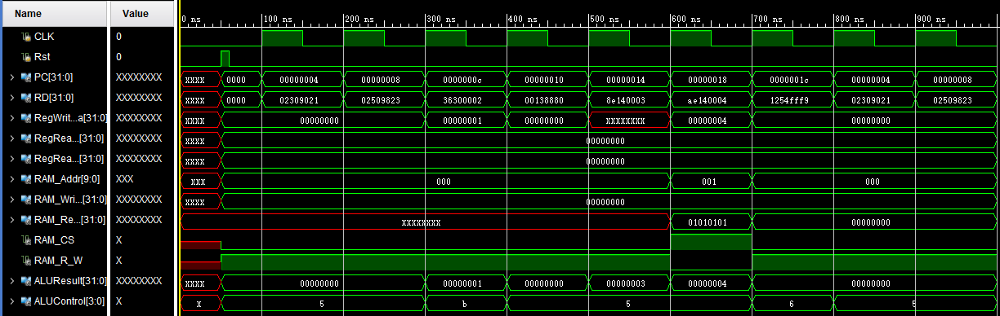 Name Value 0 ns 100 ns 200 ns 300 ns 400 ns 500 ns 600 ns 700 ns 800 ns 900 ns
CLK 0
Rst 0
PC[31:0] XXXXXXXX XXXX 0000 00000004 00000008 0000000c 00000010 00000014 00000018 0000001c 00000004 00000008
RD[31:0] XXXXXXXX XXXX 0000 02309021 02509823 36300002 00138880 8e140003 ae140004 1254fff9 02309021 02509823
RegWrit...a[31:0] XXXXXXXX XXXX 00000000 00000001 00000000 XXXXXXXX 00000004 00000000
RegRea...[31:0] XXXXXXXX XXXX 00000000
RegRea...[31:0] XXXXXXXX XXXX 00000000
RAM_Addr[9:0] XXX XXX 000 001 000
RAM_Wri...[31:0] XXXXXXXX XXXX 00000000
RAM_Re...[31:0] XXXXXXXX XXXXXXXX 01010101 00000000
RAM_CS X
RAM_R_W X
ALUResult[31:0] XXXXXXXX XXXX 00000000 00000001 00000000 00000003 00000004 00000000
ALUControl[3:0] X X 5 b 5 6 5